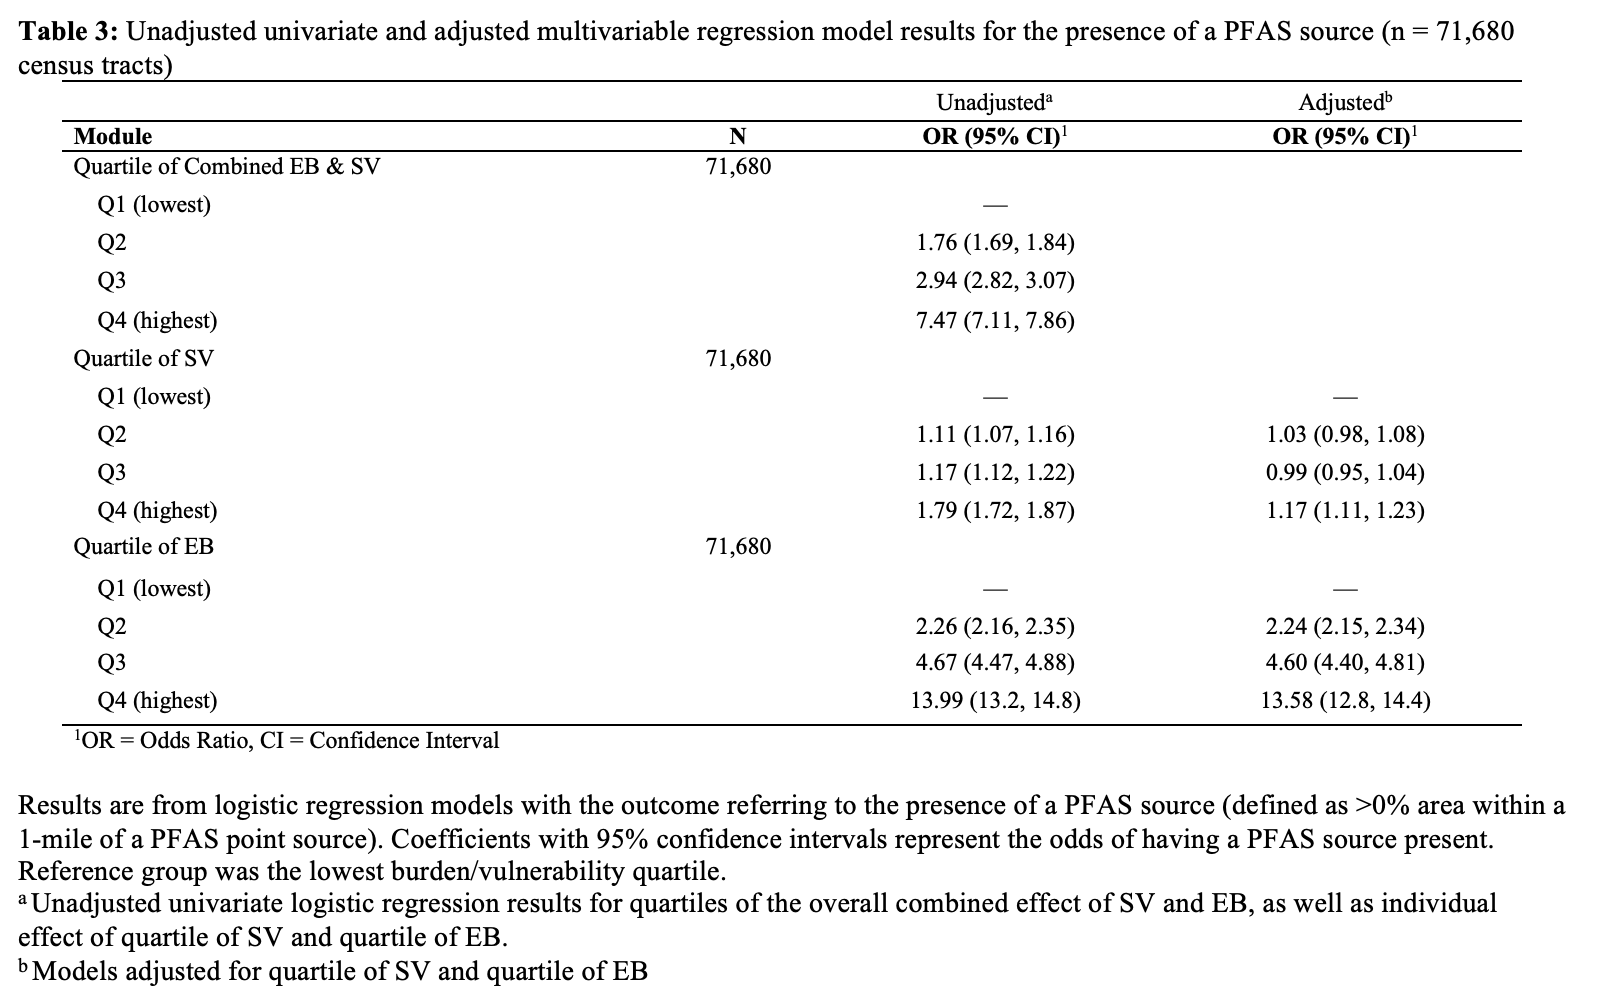 Table 3: Unadjusted univariate and adjusted multivariable regression model results for the presence of a PFAS source (n = 71,680
census tracts)
Unadjustedᵃ Adjustedᵇ
Module N OR (95% CI)¹ OR (95% CI)¹
Quartile of Combined EB & SV 71,680
Q1 (lowest) —
Q2 1.76 (1.69, 1.84)
Q3 2.94 (2.82, 3.07)
Q4 (highest) 7.47 (7.11, 7.86)
Quartile of SV 71,680
Q1 (lowest) — —
Q2 1.11 (1.07, 1.16) 1.03 (0.98, 1.08)
Q3 1.17 (1.12, 1.22) 0.99 (0.95, 1.04)
Q4 (highest) 1.79 (1.72, 1.87) 1.17 (1.11, 1.23)
Quartile of EB 71,680
Q1 (lowest) — —
Q2 2.26 (2.16, 2.35) 2.24 (2.15, 2.34)
Q3 4.67 (4.47, 4.88) 4.60 (4.40, 4.81)
Q4 (highest) 13.99 (13.2, 14.8) 13.58 (12.8, 14.4)
¹OR = Odds Ratio, CI = Confidence Interval
Results are from logistic regression models with the outcome referring to the presence of a PFAS source (defined as >0% area within a
1-mile of a PFAS point source). Coefficients with 95% confidence intervals represent the odds of having a PFAS source present.
Reference group was the lowest burden/vulnerability quartile.
ᵃ Unadjusted univariate logistic regression results for quartiles of the overall combined effect of SV and EB, as well as individual
effect of quartile of SV and quartile of EB.
ᵇ Models adjusted for quartile of SV and quartile of EB